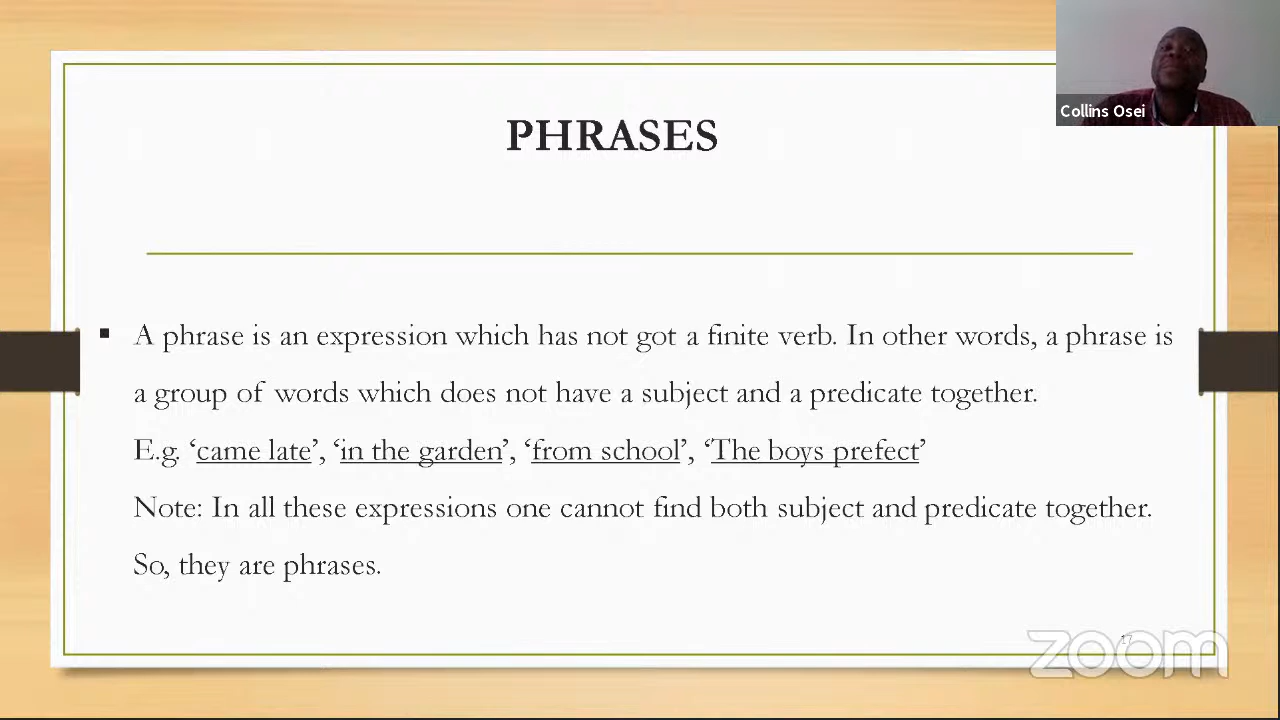 Collins Osei
PHRASES
▪ A phrase is an expression which has not got a finite verb. In other words, a phrase is
a group of words which does not have a subject and a predicate together.
E.g. ‘came late’, ‘in the garden’, ‘from school’, ‘The boys prefect’
Note: In all these expressions one cannot find both subject and predicate together.
So, they are phrases.
17
zoom